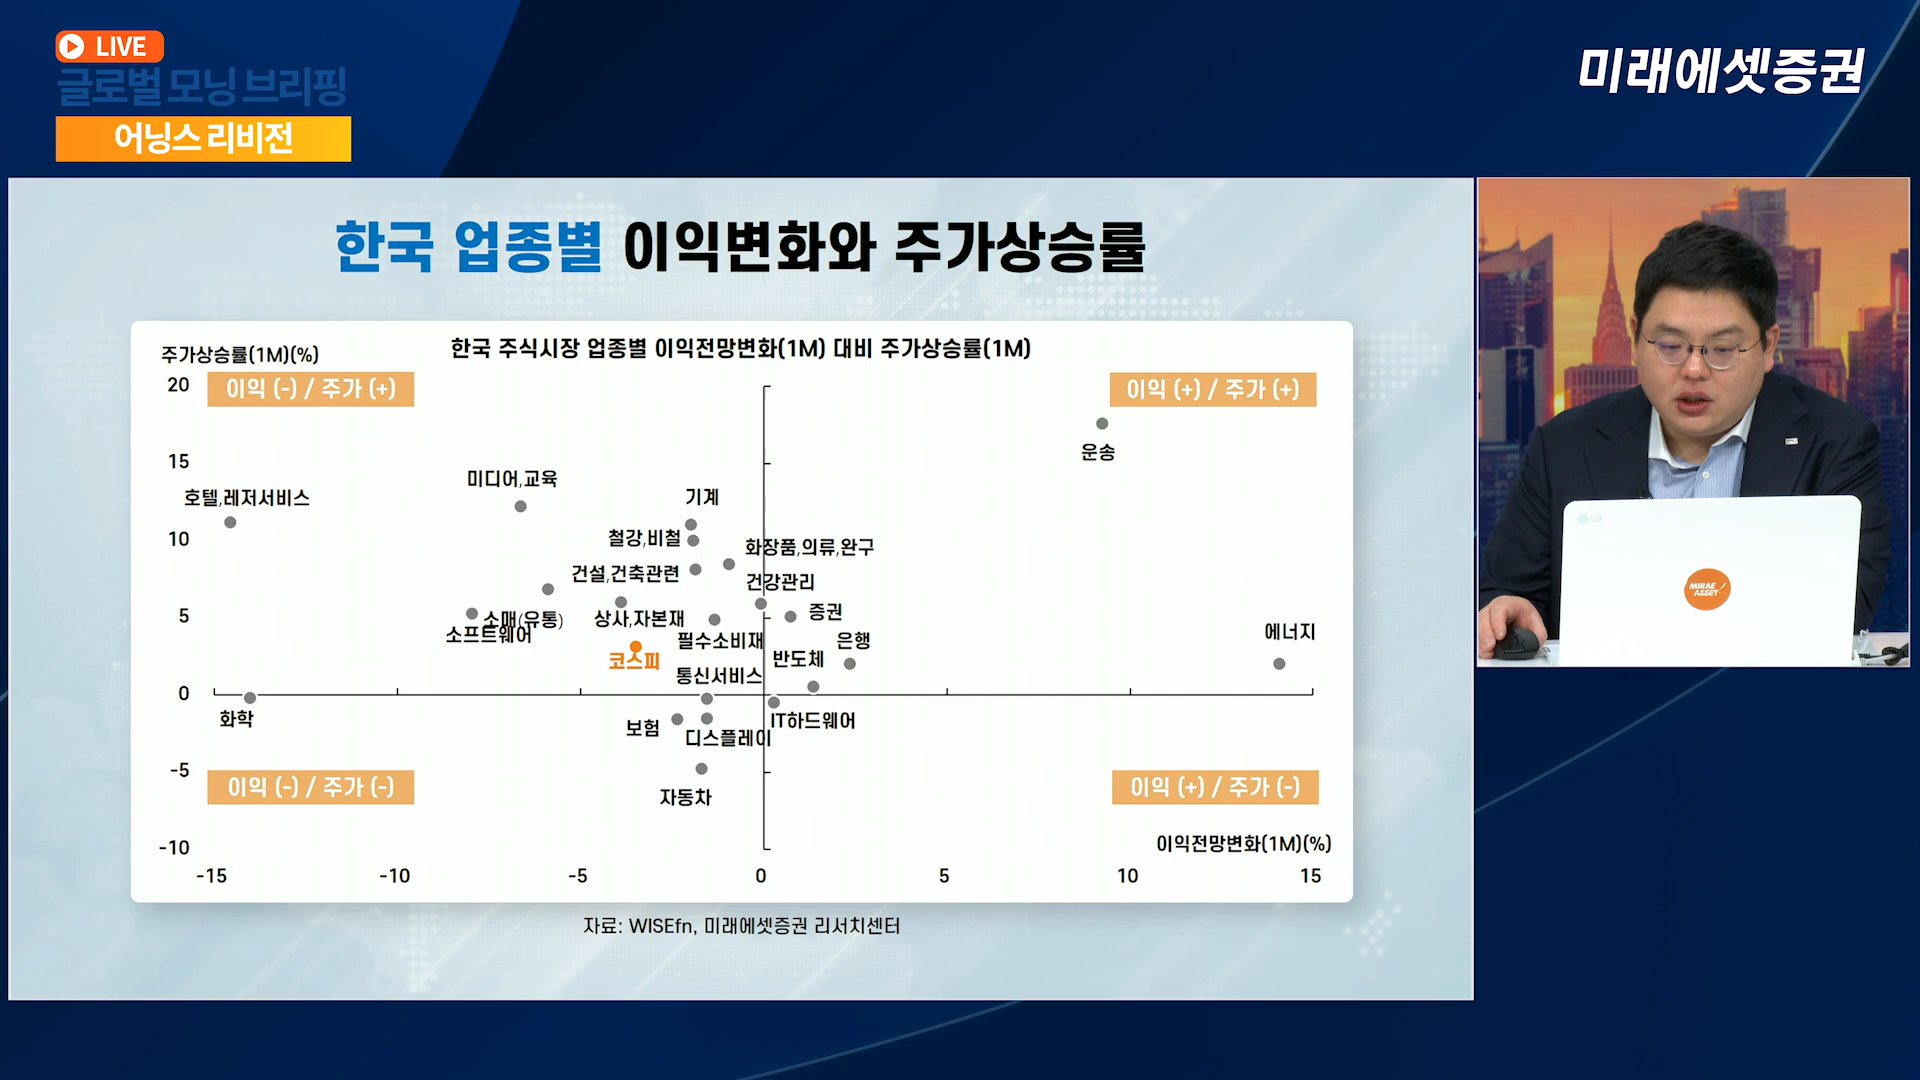 LIVE
글로벌 모닝 브리핑
어닝스 리비전
미래에셋증권
한국 업종별 이익변화와 주가상승률
주가상승률(1M)(%)
한국 주식시장 업종별 이익전망변화(1M) 대비 주가상승률(1M)
20
이익 (-) / 주가 (+)
이익 (+) / 주가 (+)
운송
15
미디어,교육
호텔,레저서비스
기계
10
철강,비철
화장품,의류,완구
건설,건축관련
건강관리
5
소매(유통)
상사,자본재
증권
소프트웨어
필수소비재
은행
에너지
코스피
반도체
통신서비스
0
화학
보험
디스플레이
IT하드웨어
-5
이익 (-) / 주가 (-)
자동차
이익 (+) / 주가 (-)
-10
이익전망변화(1M)(%)
-15
-10
-5
0
5
10
15
자료: WISEfn, 미래에셋증권 리서치센터
LG
MIRAE
ASSET